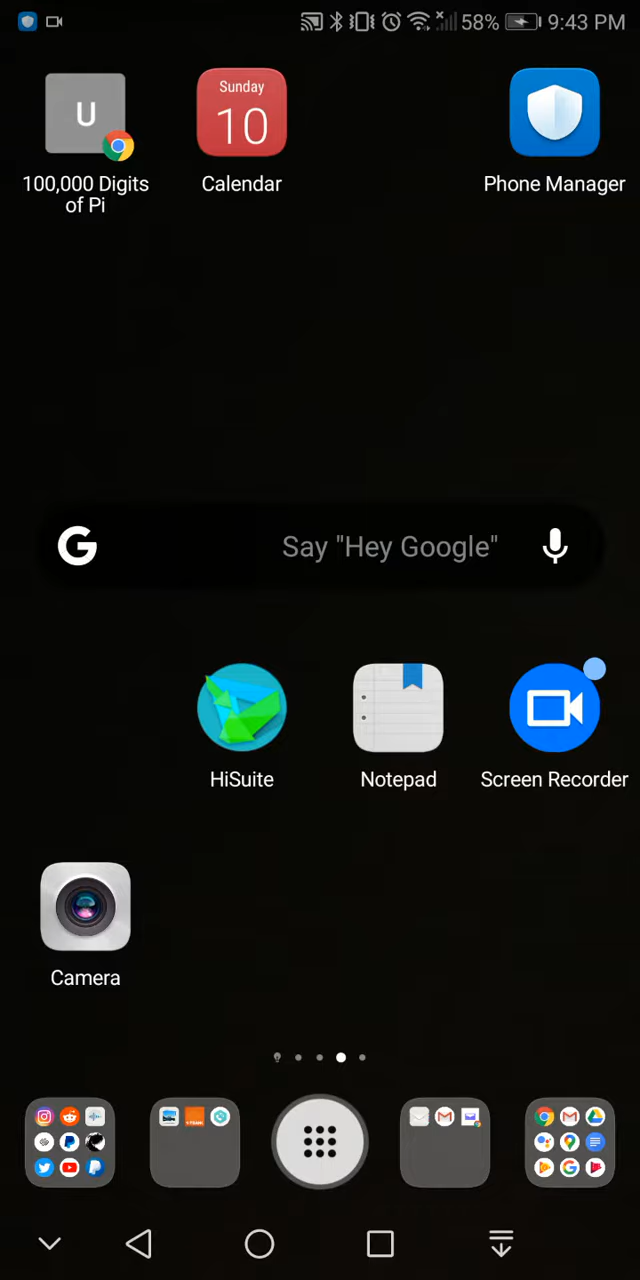 58% 9:43 PM
U
Sunday
10
100,000 Digits of Pi
Calendar
Phone Manager
G
Say "Hey Google"
HiSuite
Notepad
Screen Recorder
Camera